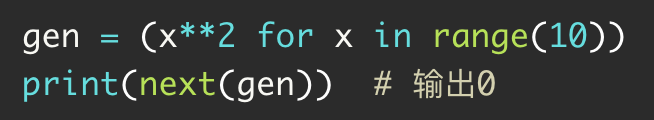 gen = (x**2 for x in range(10))
print(next(gen))  # 输出0